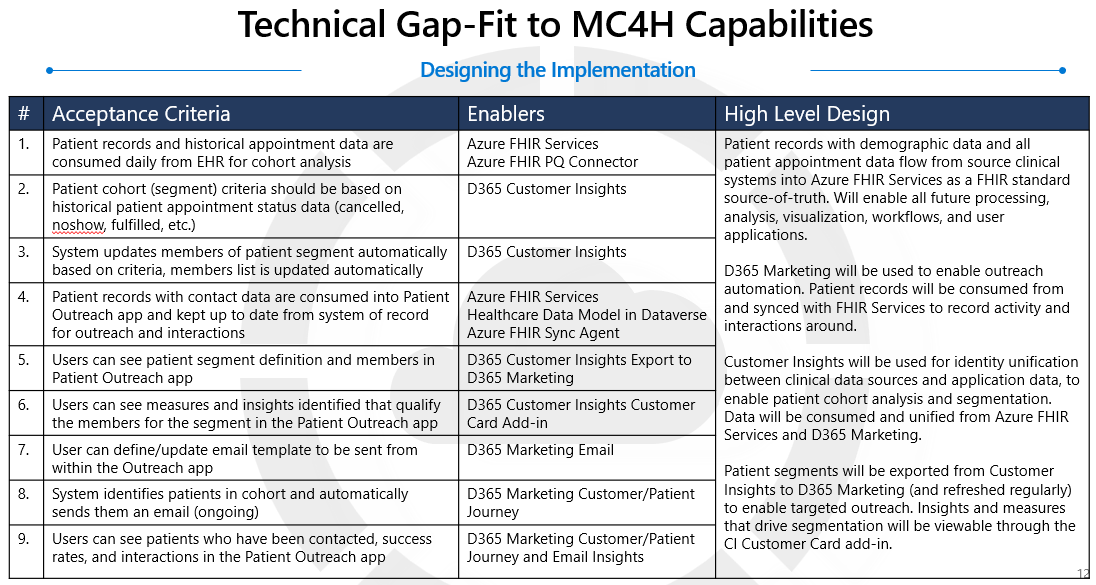 Technical Gap-Fit to MC4H Capabilities
Designing the Implementation
# Acceptance Criteria Enablers High Level Design
1. Patient records and historical appointment data are
consumed daily from EHR for cohort analysis
Azure FHIR Services
Azure FHIR PQ Connector
2. Patient cohort (segment) criteria should be based on
historical patient appointment status data (cancelled,
noshow, fulfilled, etc.)
D365 Customer Insights
3. System updates members of patient segment automatically
based on criteria, members list is updated automatically
D365 Customer Insights
4. Patient records with contact data are consumed into Patient
Outreach app and kept up to date from system of record
for outreach and interactions
Azure FHIR Services
Healthcare Data Model in Dataverse
Azure FHIR Sync Agent
5. Users can see patient segment definition and members in
Patient Outreach app
D365 Customer Insights Export to
D365 Marketing
6. Users can see measures and insights identified that qualify
the members for the segment in the Patient Outreach app
D365 Customer Insights Customer
Card Add-in
7. User can define/update email template to be sent from
within the Outreach app
D365 Marketing Email
8. System identifies patients in cohort and automatically
sends them an email (ongoing)
D365 Marketing Customer/Patient
Journey
9. Users can see patients who have been contacted, success
rates, and interactions in the Patient Outreach app
D365 Marketing Customer/Patient
Journey and Email Insights
Patient records with demographic data and all
patient appointment data flow from source clinical
systems into Azure FHIR Services as a FHIR standard
source-of-truth. Will enable all future processing,
analysis, visualization, workflows, and user
applications.
D365 Marketing will be used to enable outreach
automation. Patient records will be consumed from
and synced with FHIR Services to record activity and
interactions around.
Customer Insights will be used for identity unification
between clinical data sources and application data, to
enable patient cohort analysis and segmentation.
Data will be consumed and unified from Azure FHIR
Services and D365 Marketing.
Patient segments will be exported from Customer
Insights to D365 Marketing (and refreshed regularly)
to enable targeted outreach. Insights and measures
that drive segmentation will be viewable through the
CI Customer Card add-in.
12